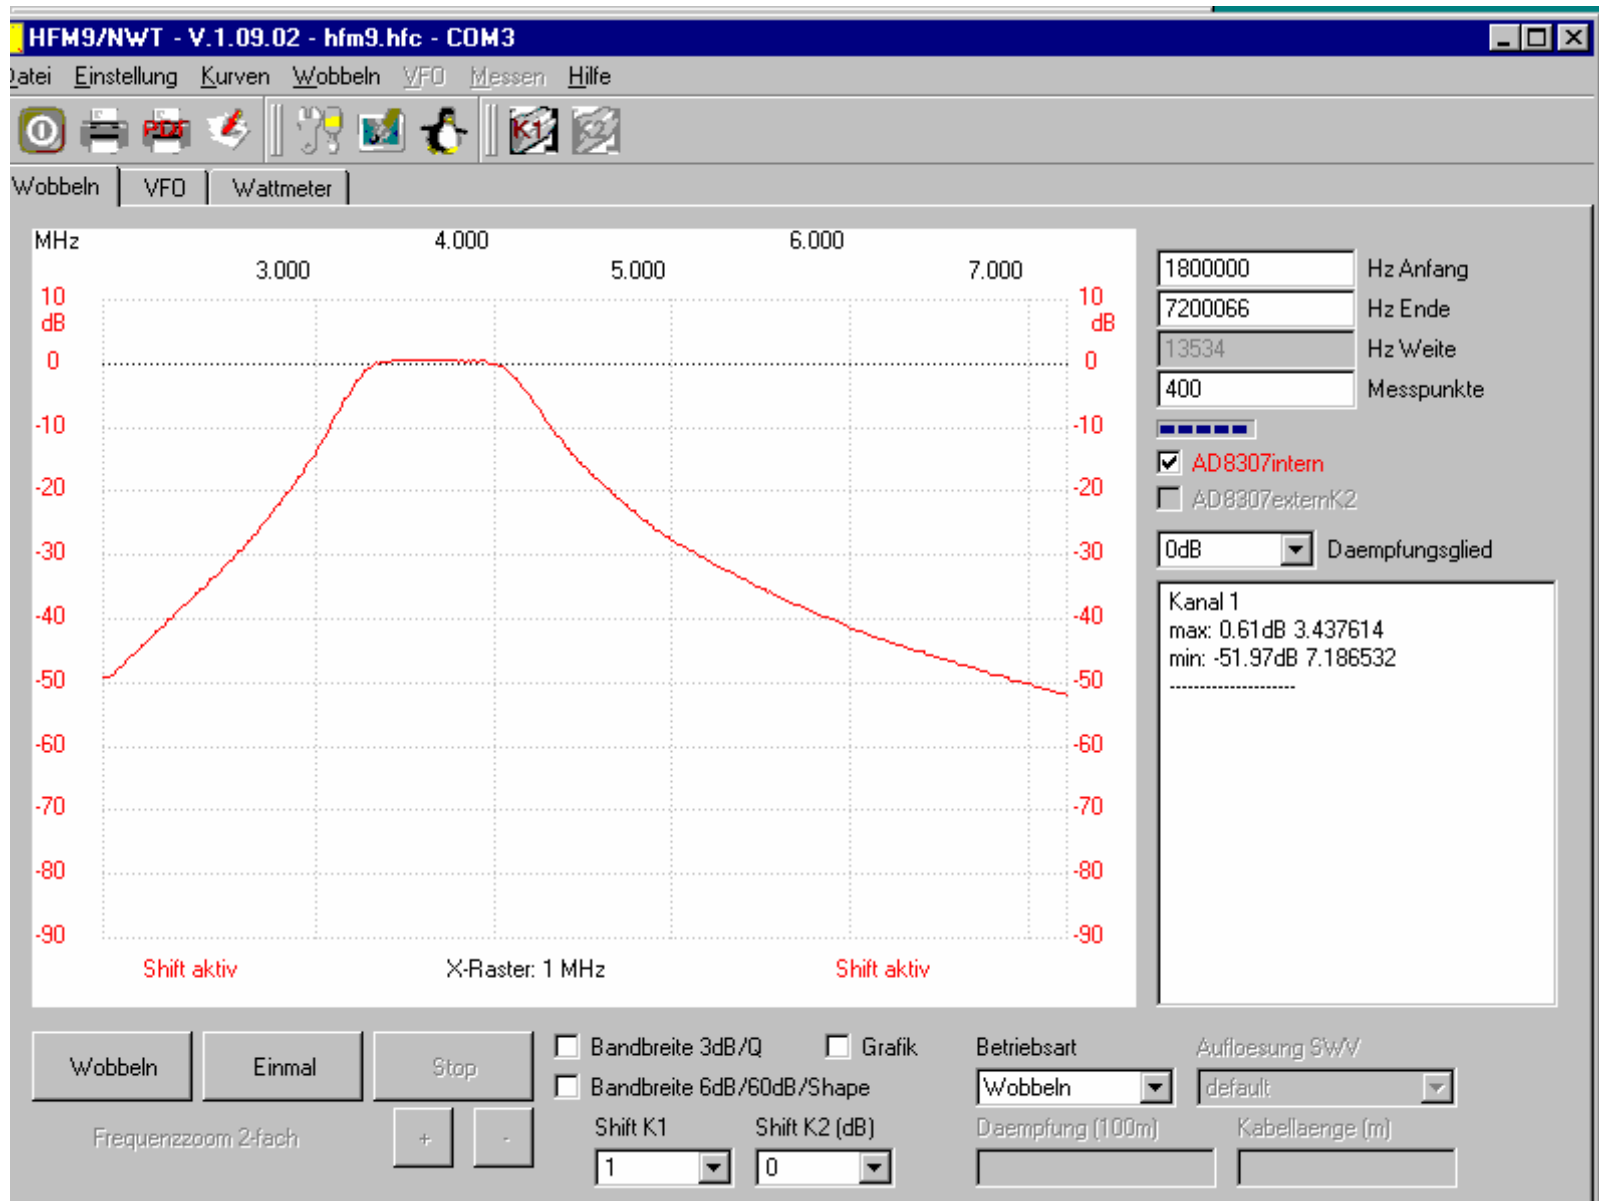 HFM9/NWT - V.1.09.02 - hfm9.hfc - COM3
Datei Einstellung Kurven Wobbeln VFO Messen Hilfe
PDF K1 K2
Wobbeln VFO Wattmeter
MHz 4.000 6.000
3.000 5.000 7.000
10 10
dB dB
0 0
-10 -10
-20 -20
-30 -30
-40 -40
-50 -50
-60 -60
-70 -70
-80 -80
-90 -90
Shift aktiv X-Raster: 1 MHz Shift aktiv
1800000 Hz Anfang
7200066 Hz Ende
13534 Hz Weite
400 Messpunkte
AD8307intern
AD8307externK2
0dB Daempfungsglied
Kanal 1
max: 0.61dB 3.437614
min: -51.97dB 7.186532
---------------------
Wobbeln Einmal Stop
Frequenzzoom 2-fach + -
Bandbreite 3dB/Q Grafik
Bandbreite 6dB/60dB/Shape
Shift K1 Shift K2 (dB)
1 0
Betriebsart Aufloesung SWV
Wobbeln default
Daempfung (100m) Kabellaenge (m)